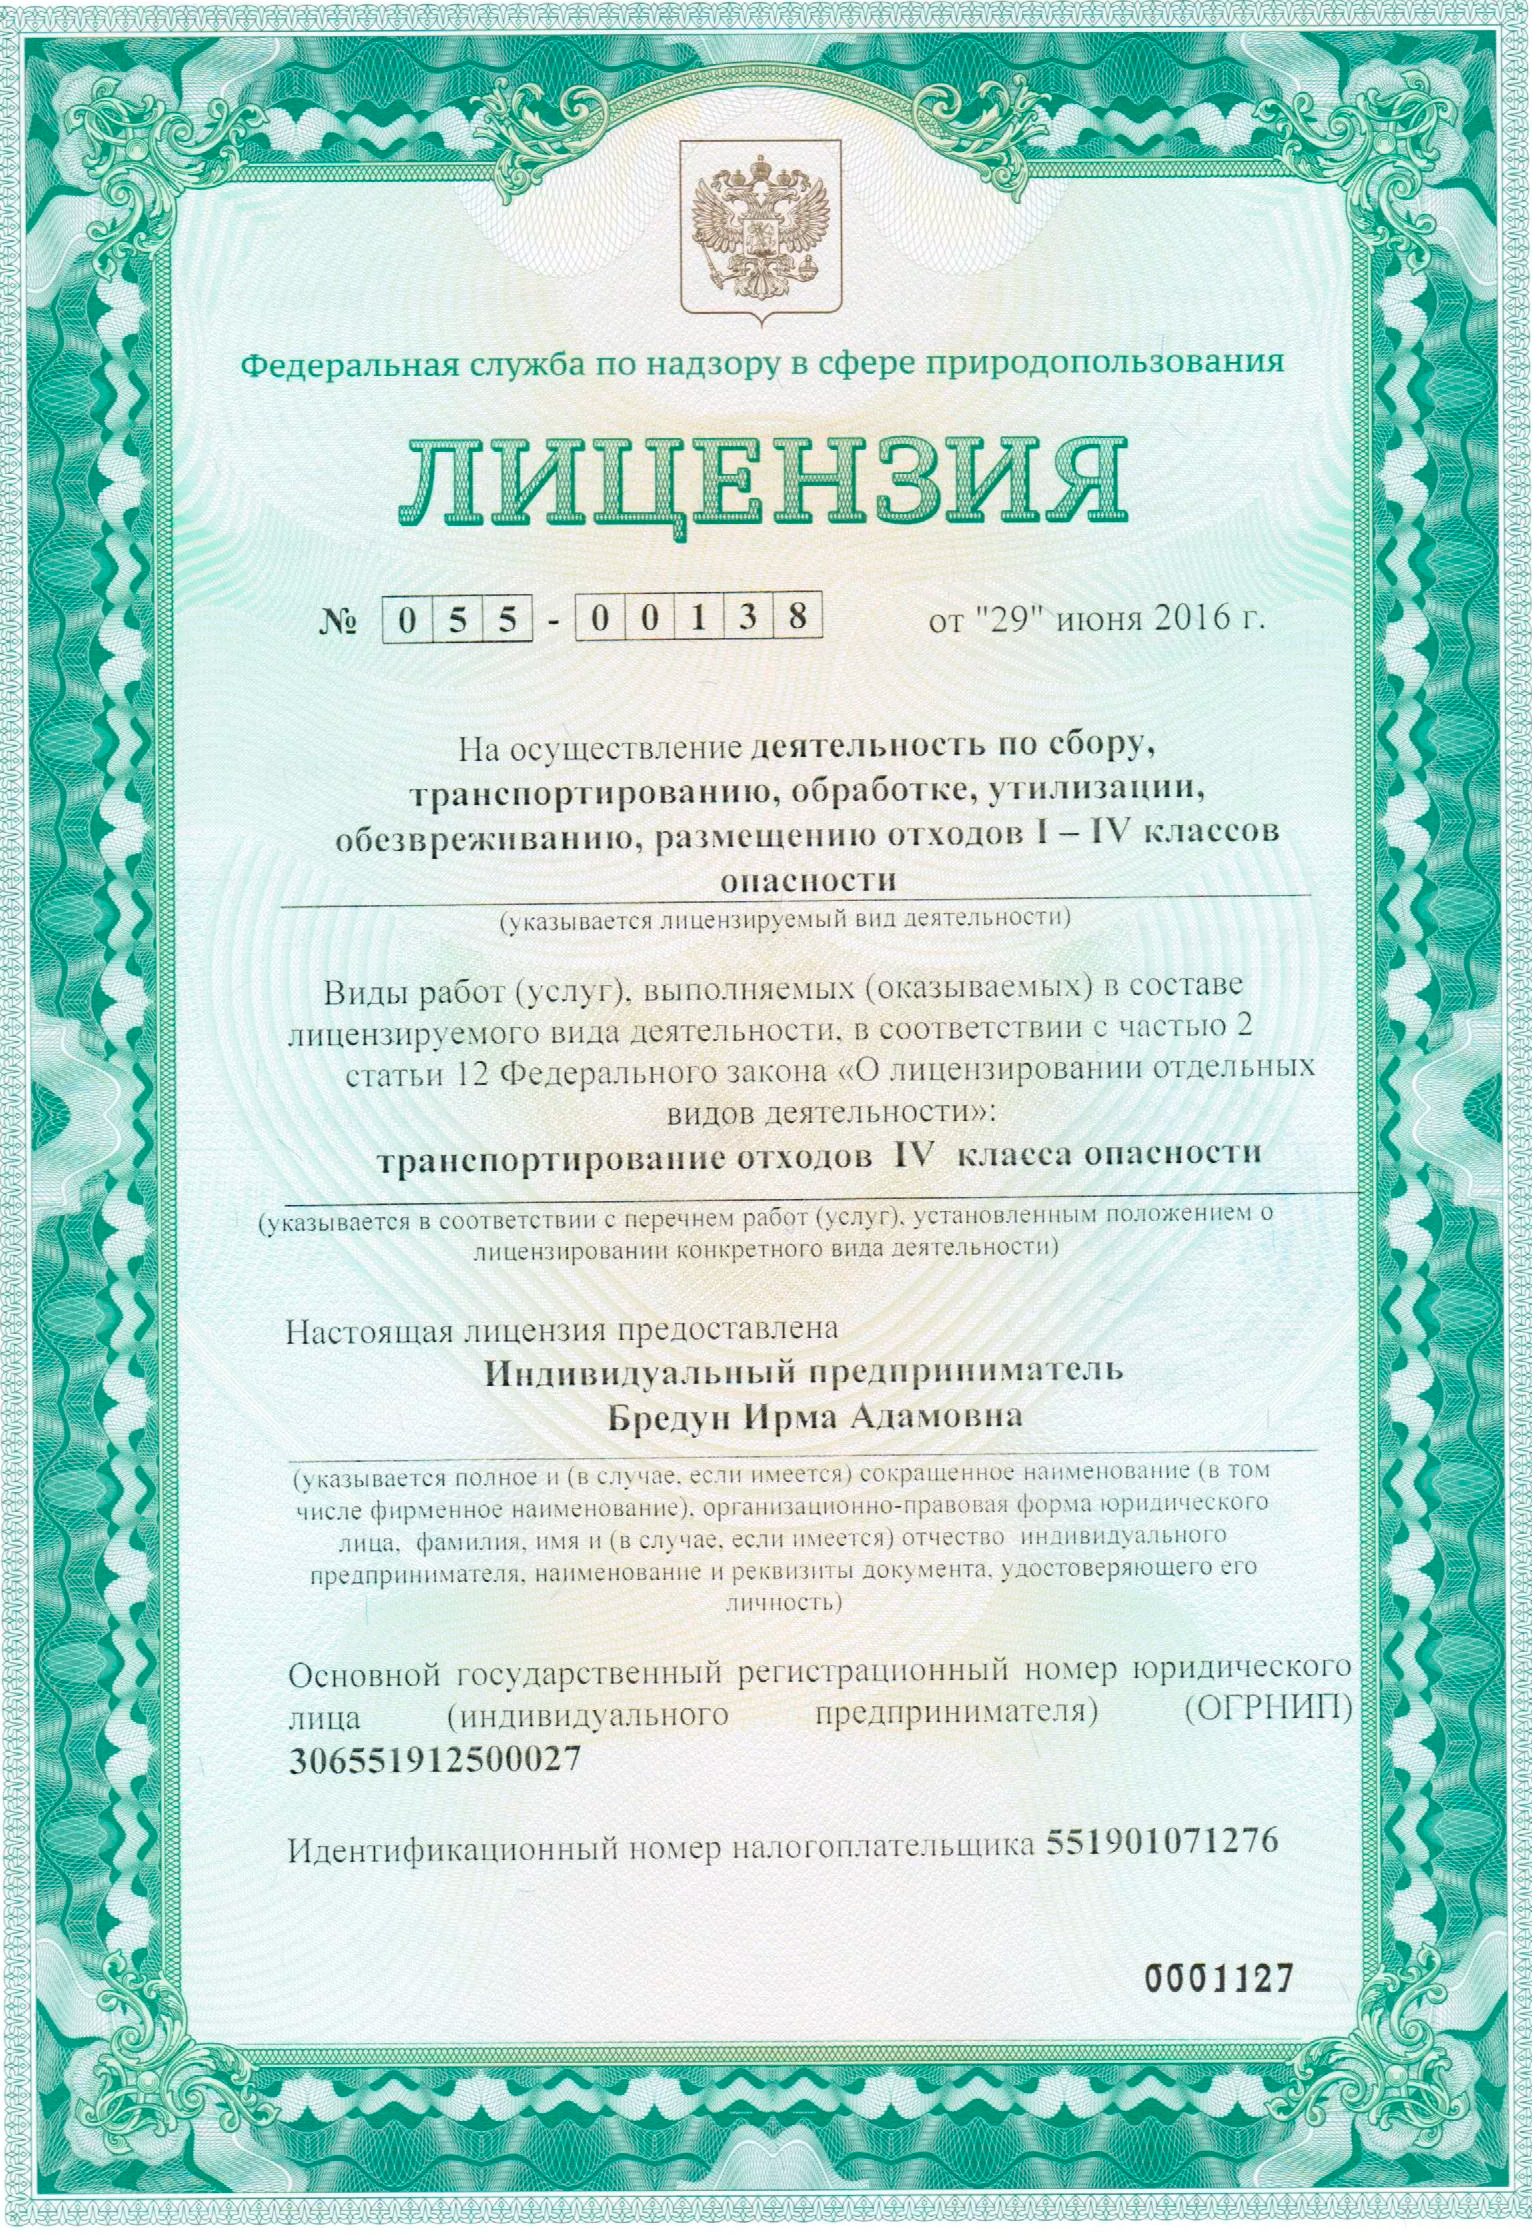 Федеральная служба по надзору в сфере природопользования
ЛИЦЕНЗИЯ
№ 055-00138 от "29" июня 2016 г.
На осуществление деятельность по сбору,
транспортированию, обработке, утилизации,
обезвреживанию, размещению отходов I – IV классов
опасности
(указывается лицензируемый вид деятельности)
Виды работ (услуг), выполняемых (оказываемых) в составе
лицензируемого вида деятельности, в соответствии с частью 2
статьи 12 Федерального закона «О лицензировании отдельных
видов деятельности»:
транспортирование отходов IV класса опасности
(указывается в соответствии с перечнем работ (услуг), установленным положением о
лицензировании конкретного вида деятельности)
Настоящая лицензия предоставлена
Индивидуальный предприниматель
Бредун Ирма Адамовна
(указывается полное и (в случае, если имеется) сокращенное наименование (в том
числе фирменное наименование), организационно-правовая форма юридического
лица, фамилия, имя и (в случае, если имеется) отчество индивидуального
предпринимателя, наименование и реквизиты документа, удостоверяющего его
личность)
Основной государственный регистрационный номер юридического
лица (индивидуального предпринимателя) (ОГРНИП)
306551912500027
Идентификационный номер налогоплательщика 551901071276
0001127